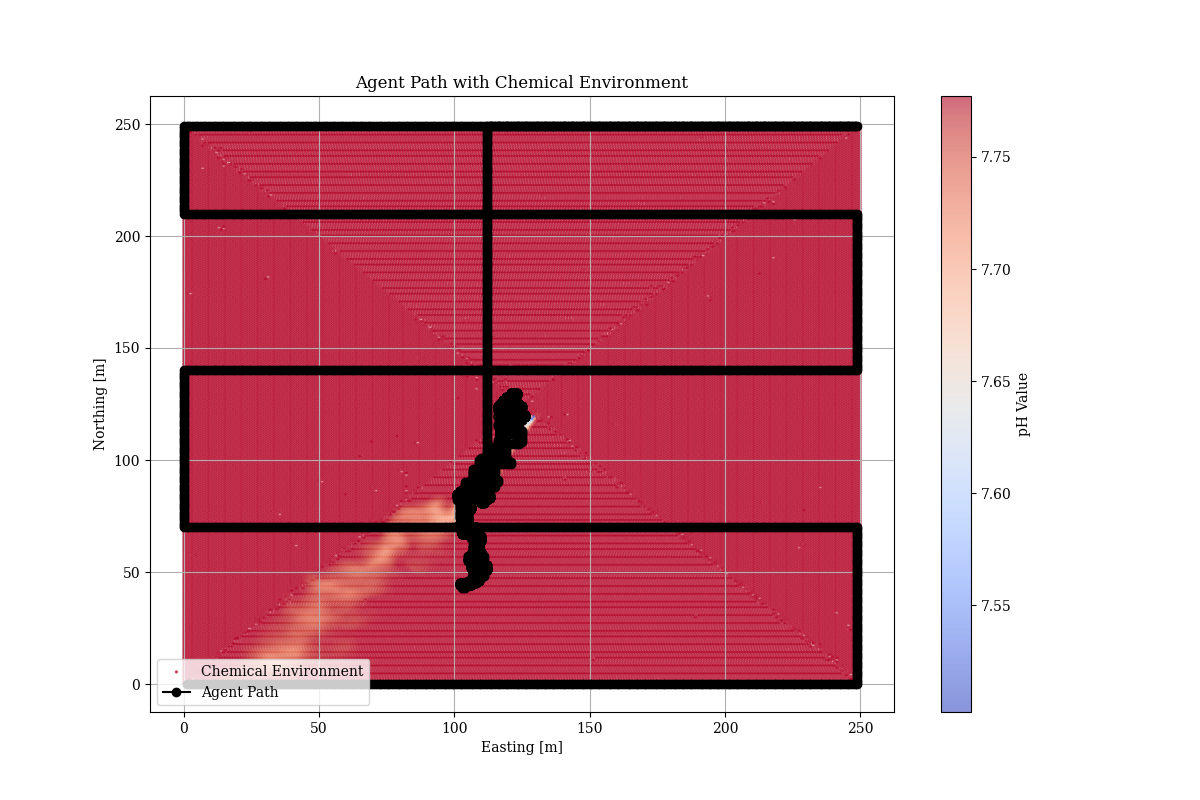 Agent Path with Chemical Environment
250
200
150
100
50
0
Northing [m]
0 50 100 150 200 250
Easting [m]
Chemical Environment
Agent Path
7.75
7.70
7.65
7.60
7.55
pH Value